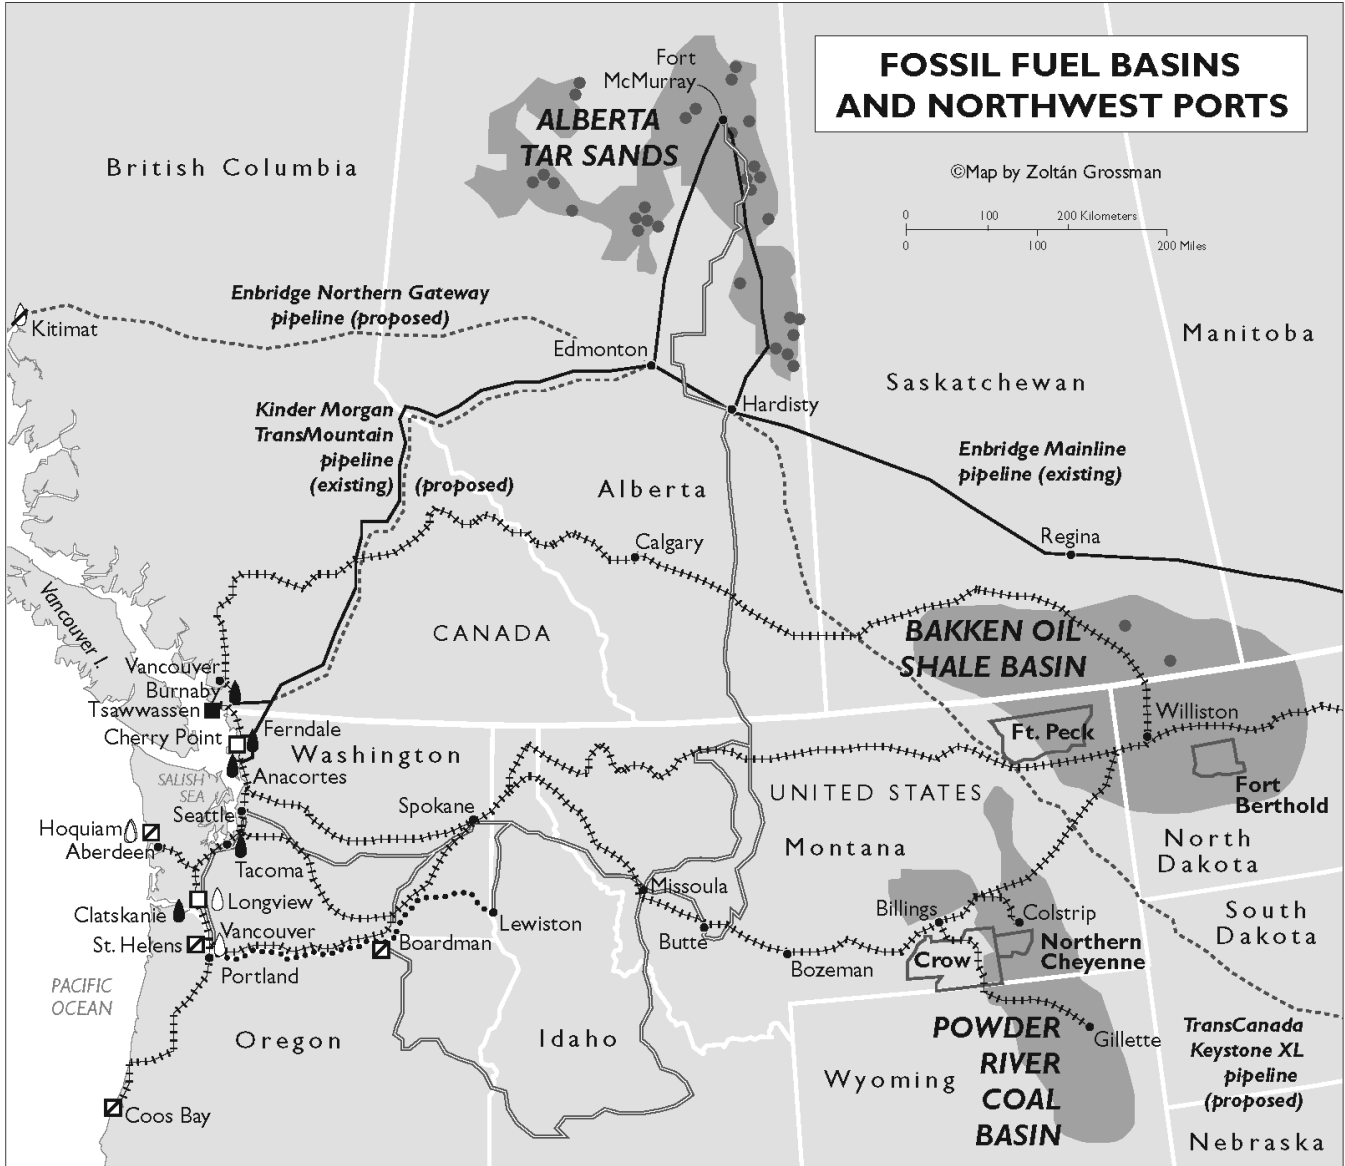 FOSSIL FUEL BASINS
AND NORTHWEST PORTS
©Map by Zoltán Grossman
0 100 200 Kilometers
0 100 200 Miles
Fort
McMurray
ALBERTA
TAR SANDS
British Columbia
Enbridge Northern Gateway
pipeline (proposed)
Kitimat
Edmonton
Manitoba
Saskatchewan
Hardisty
Kinder Morgan
TransMountain
pipeline
(existing)
(proposed)
Enbridge Mainline
pipeline (existing)
Alberta
Regina
Calgary
Vancouver I.
CANADA
BAKKEN OIL
SHALE BASIN
Vancouver
Burnaby
Tsawwassen
Cherry Point
Ferndale
Washington
Anacortes
SALISH
SEA
Seattle
Spokane
Ft. Peck
Williston
Fort
Berthold
UNITED STATES
Montana
North
Dakota
Hoquiam
Aberdeen
Tacoma
Longview
Clatskanie
Vancouver
St. Helens
Portland
Boardman
Lewiston
Missoula
Butte
Bozeman
Billings
Colstrip
Crow
Northern
Cheyenne
South
Dakota
PACIFIC
OCEAN
Oregon
Idaho
POWDER
RIVER
COAL
BASIN
Gillette
Wyoming
TransCanada
Keystone XL
pipeline
(proposed)
Coos Bay
Nebraska